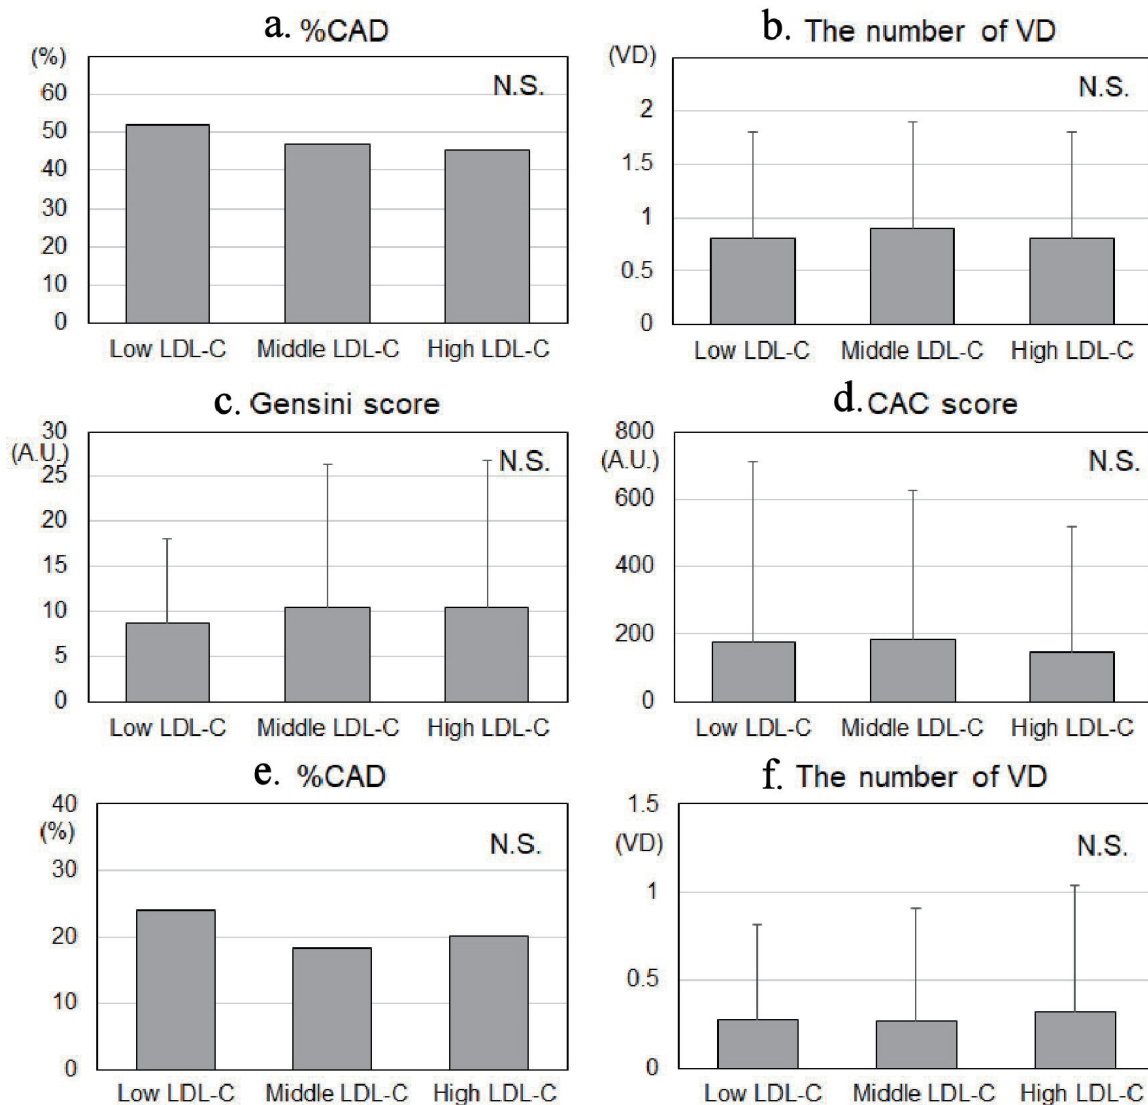 a. %CAD
(%)
N.S.
60
50
40
30
20
10
0
Low LDL-C Middle LDL-C High LDL-C
b. The number of VD
(VD)
N.S.
2
1.5
1
0.5
0
Low LDL-C Middle LDL-C High LDL-C
c. Gensini score
30
(A.U.)
N.S.
25
20
15
10
5
0
Low LDL-C Middle LDL-C High LDL-C
d. CAC score
800
(A.U.)
N.S.
600
400
200
0
Low LDL-C Middle LDL-C High LDL-C
e. %CAD
40
(%)
N.S.
30
20
10
0
Low LDL-C Middle LDL-C High LDL-C
f. The number of VD
1.5
(VD)
N.S.
1
0.5
0
Low LDL-C Middle LDL-C High LDL-C